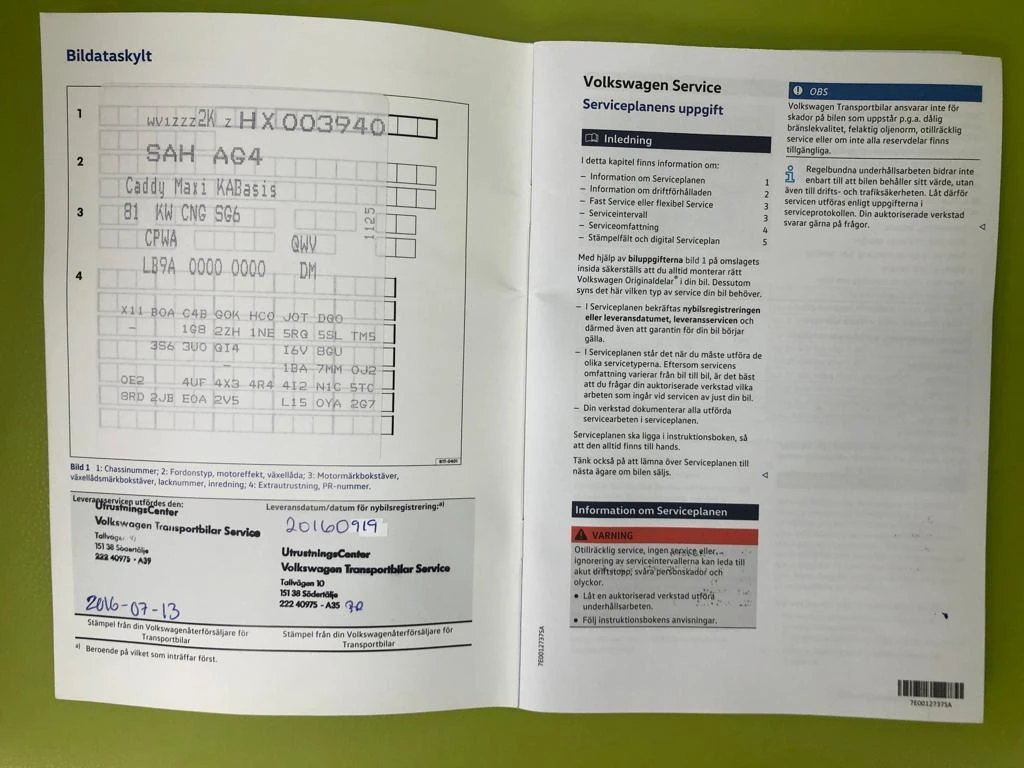 Bildataskylt
1
WV1ZZZ2K Z HX003940
2
SAH AG4
Caddy Maxi KABasis
3
81 KW CNG SG6
1125
CPWA QWV
4
LB9A 0000 0000 DM
X11 B0A C4B G0K HC0 J0T DG0
- 1G8 2ZH 1NE 5RG 5SL TM5
3S6 3U0 QI4 I6V 8GU
- 1BA 7MM 0J2
0E2 4UF 4X3 4R4 4I2 N1C 5TC
8RD 2JB E0A 2V5 L15 0YA 2G7
B1T-0401
Bild 1 1: Chassinummer; 2: Fordonstyp, motoreffekt, växellåda; 3: Motormärkbokstäver,
växellådsmärkbokstäver, lacknummer, inredning; 4: Extrautrustning, PR-nummer.
Leveransservicen utfördes den:
UtrustningsCenter
Volkswagen Transportbilar Service
151 38 Södertälje
222 40975 - A39
2016-07-13
Stämpel från din Volkswagenåterförsäljare för
Transportbilar
Leveransdatum/datum för nybilsregistrering:a)
20160919
UtrustningsCenter
Volkswagen Transportbilar Service
Tallvägen 10
151 38 Södertälje
222 40975 - A35
Stämpel från din Volkswagenåterförsäljare för
Transportbilar
a) Beroende på vilket som inträffar först.
Volkswagen Service
Serviceplanens uppgift
Inledning
I detta kapitel finns information om:
– Information om Serviceplanen 1
– Information om driftförhålladen 2
– Fast Service eller flexibel Service 3
– Serviceintervall 3
– Serviceomfattning 4
– Stämpelfält och digital Serviceplan 5
Med hjälp av biluppgifterna bild 1 på omslagets
insida säkerställs att du alltid monterar rätt
Volkswagen Originaldelar® i din bil. Dessutom
syns det här vilken typ av service din bil behöver.
– I Serviceplanen bekräftas nybilsregistreringen
eller leveransdatumet, leveransservicen och
därmed även att garantin för din bil börjar
gälla.
– I Serviceplanen står det när du måste utföra de
olika servicetyperna. Eftersom servicens
omfattning varierar från bil till bil, är det bäst
att du frågar din auktoriserade verkstad vilka
arbeten som ingår vid servicen av just din bil.
– Din verkstad dokumenterar alla utförda
servicearbeten i serviceplanen.
Serviceplanen ska ligga i instruktionsboken, så
att den alltid finns till hands.
Tänk också på att lämna över Serviceplanen till
nästa ägare om bilen säljs.
Information om Serviceplanen
VARNING
Otillräcklig service, ingen service eller
ignorering av serviceintervallerna kan leda till
akut driftstopp, svåra personskador och
olyckor.
• Låt en auktoriserad verkstad utföra
underhållsarbeten.
• Följ instruktionsbokens anvisningar.
7E0012737SA
OBS
Volkswagen Transportbilar ansvarar inte för
skador på bilen som uppstår p.g.a. dålig
bränslekvalitet, felaktig oljenorm, otillräcklig
service eller om inte alla reservdelar finns
tillgängliga.
Regelbundna underhållsarbeten bidrar inte
enbart till att bilen behåller sitt värde, utan
även till drifts- och trafiksäkerheten. Låt därför
servicen utföras enligt uppgifterna i
serviceprotokollen. Din auktoriserade verkstad
svarar gärna på frågor.
7E0012737SA